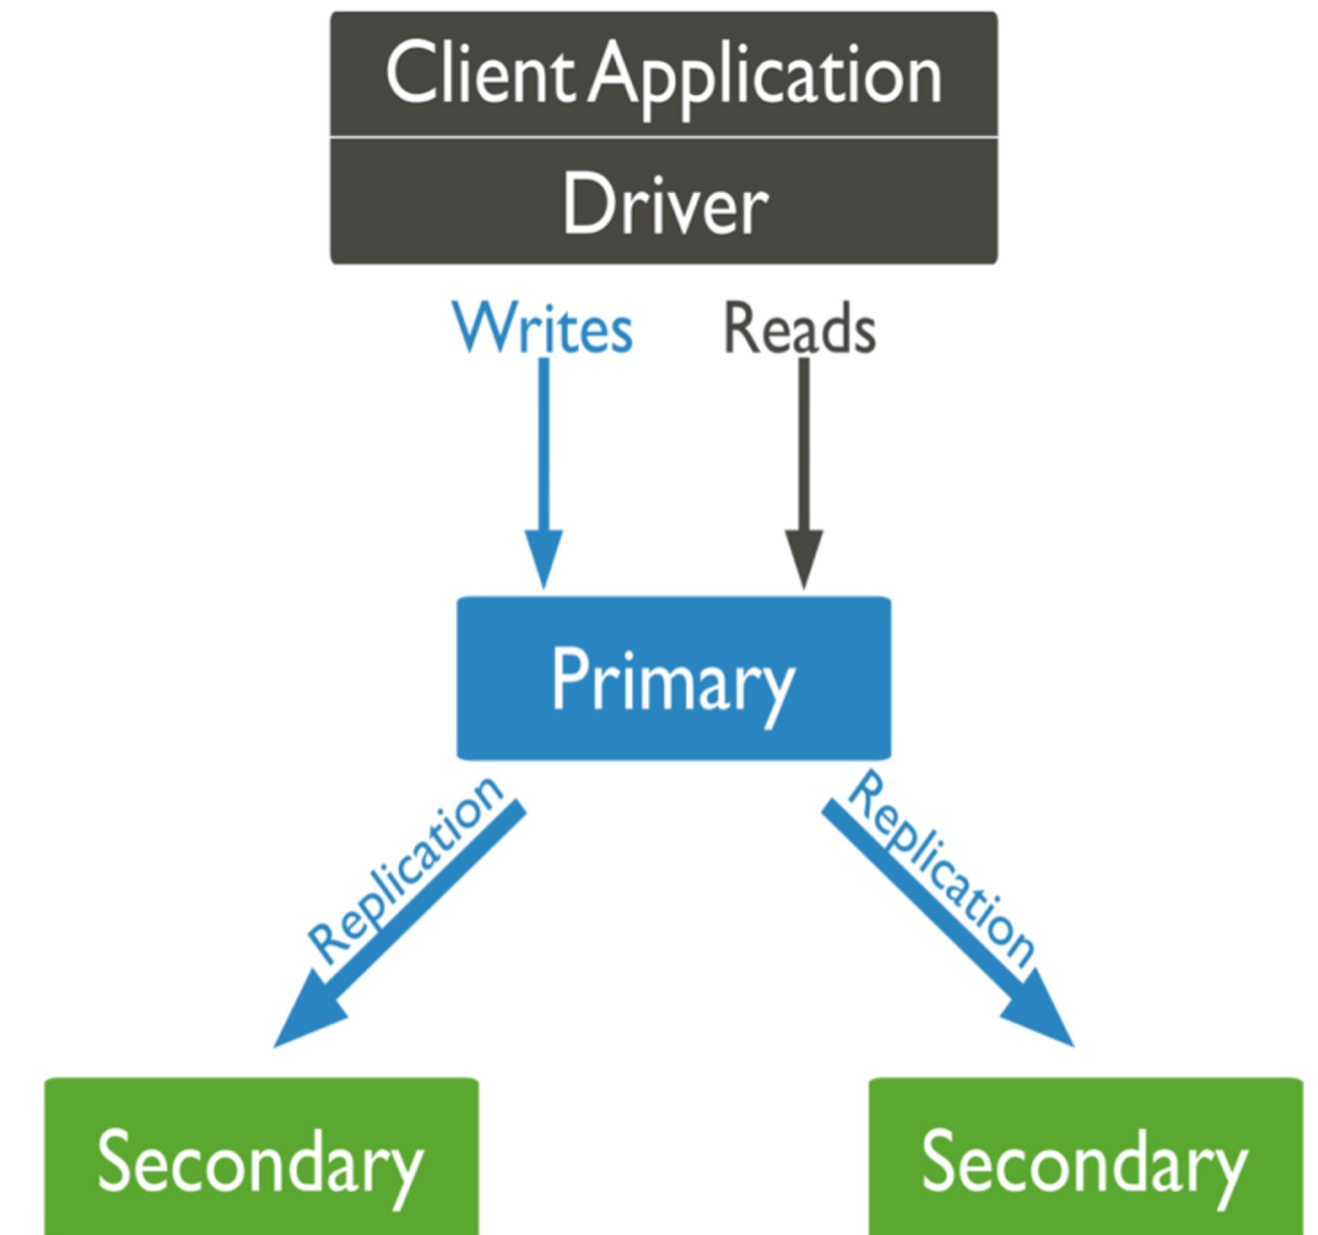 Client Application
Driver
Writes
Reads
Primary
Replication
Replication
Secondary
Secondary